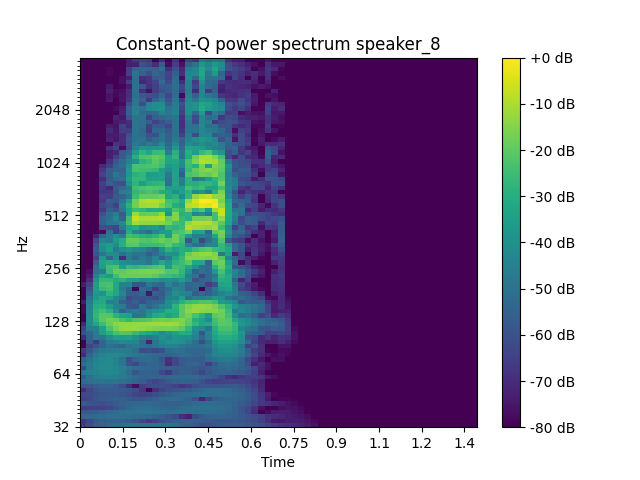 Constant-Q power spectrum speaker_8
+0 dB
-10 dB
-20 dB
-30 dB
-40 dB
-50 dB
-60 dB
-70 dB
-80 dB
2048
1024
512
256
128
64
32
Hz
0 0.15 0.3 0.45 0.6 0.75 0.9 1.1 1.2 1.4
Time